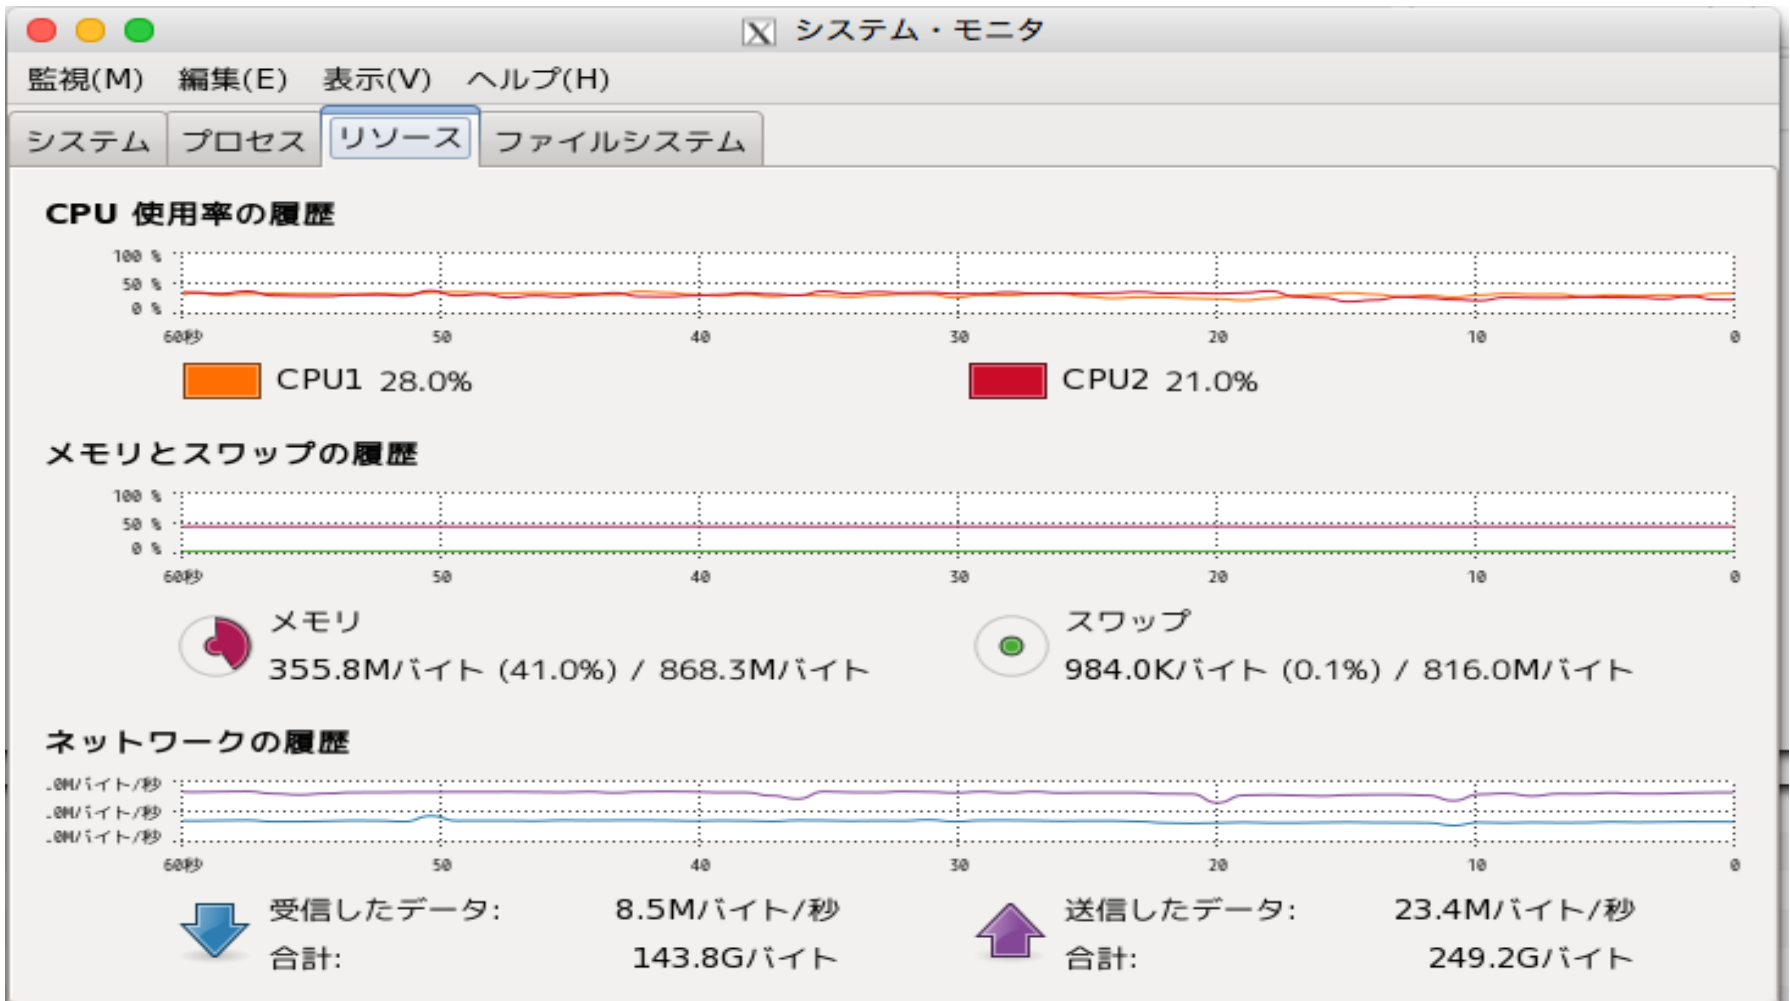 システム・モニタ
監視(M) 編集(E) 表示(V) ヘルプ(H)
システム プロセス リソース ファイルシステム
CPU 使用率の履歴
100 %
50 %
0 %
60秒 50 40 30 20 10 0
CPU1 28.0% CPU2 21.0%
メモリとスワップの履歴
100 %
50 %
0 %
60秒 50 40 30 20 10 0
メモリ スワップ
355.8Mバイト (41.0%) / 868.3Mバイト 984.0Kバイト (0.1%) / 816.0Mバイト
ネットワークの履歴
.0Mバイト/秒
.0Mバイト/秒
.0Mバイト/秒
60秒 50 40 30 20 10 0
受信したデータ: 8.5Mバイト/秒 送信したデータ: 23.4Mバイト/秒
合計: 143.8Gバイト 合計: 249.2Gバイト